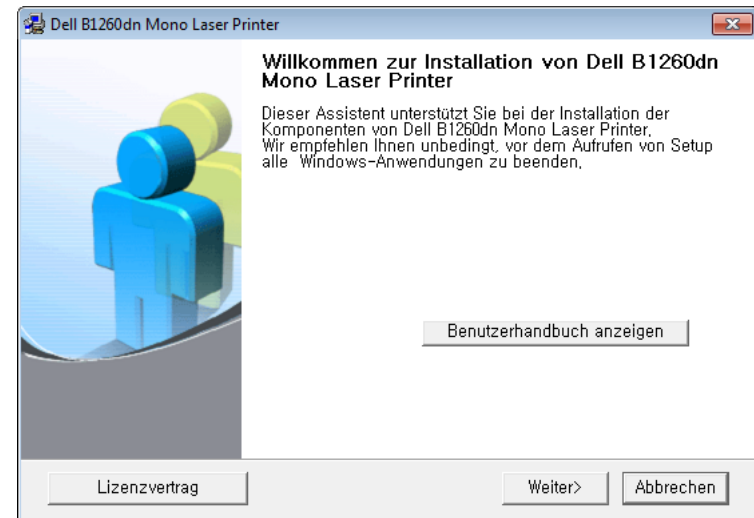 Dell B1260dn Mono Laser Printer
Willkommen zur Installation von Dell B1260dn
Mono Laser Printer
Dieser Assistent unterstützt Sie bei der Installation der
Komponenten von Dell B1260dn Mono Laser Printer.
Wir empfehlen Ihnen unbedingt, vor dem Aufrufen von Setup
alle Windows-Anwendungen zu beenden.
Benutzerhandbuch anzeigen
Lizenzvertrag
Weiter>
Abbrechen